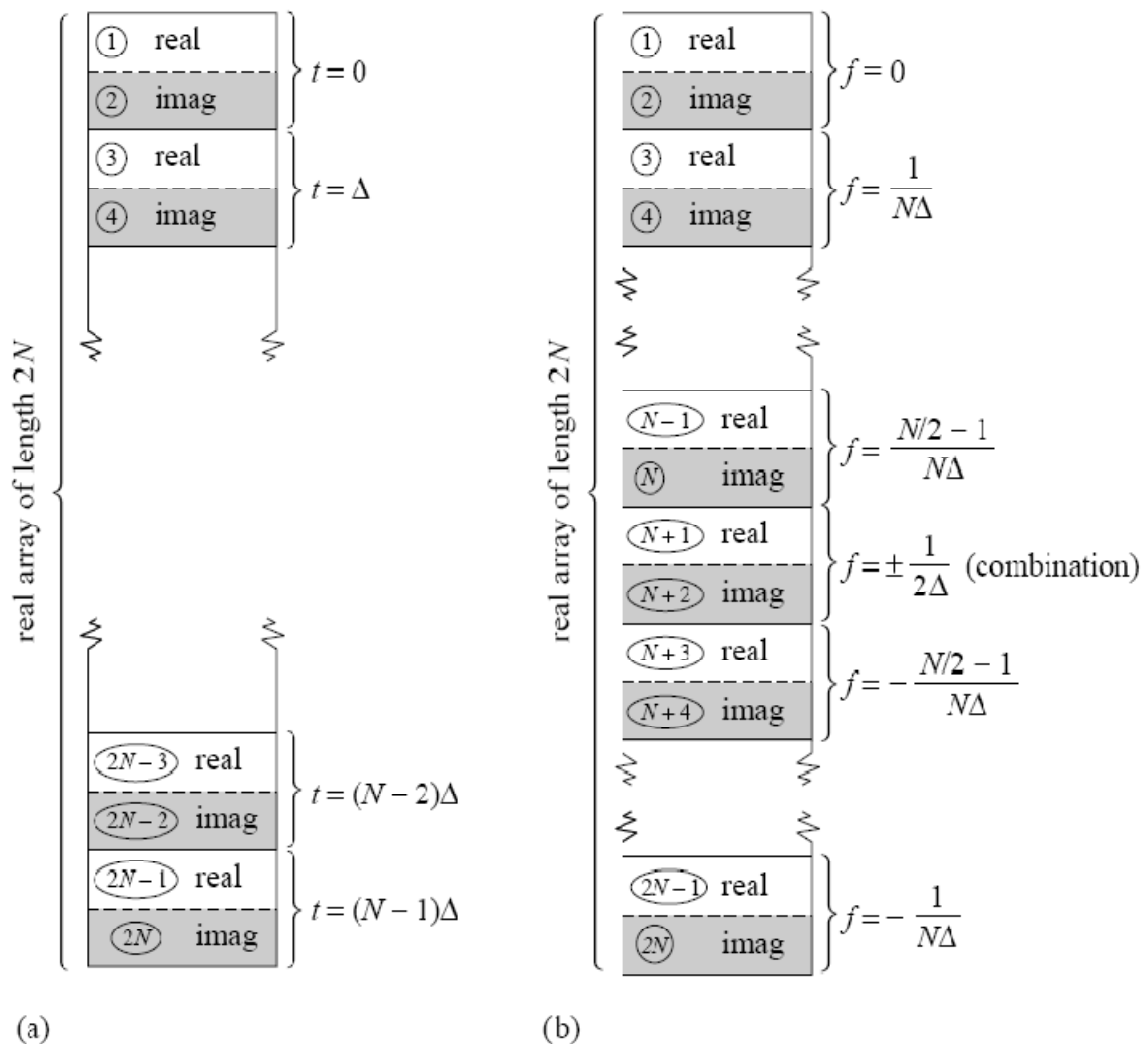 real array of length 2N
① real
② imag
t = 0
③ real
④ imag
t = Δ
2N−3 real
2N−2 imag
t = (N − 2)Δ
2N−1 real
2N imag
t = (N − 1)Δ
(a)
real array of length 2N
① real
② imag
f = 0
③ real
④ imag
f = 1/NΔ
N−1 real
N imag
f = N/2 − 1/NΔ
N+1 real
N+2 imag
f = ± 1/2Δ (combination)
N+3 real
N+4 imag
f = − N/2 − 1/NΔ
2N−1 real
2N imag
f = − 1/NΔ
(b)